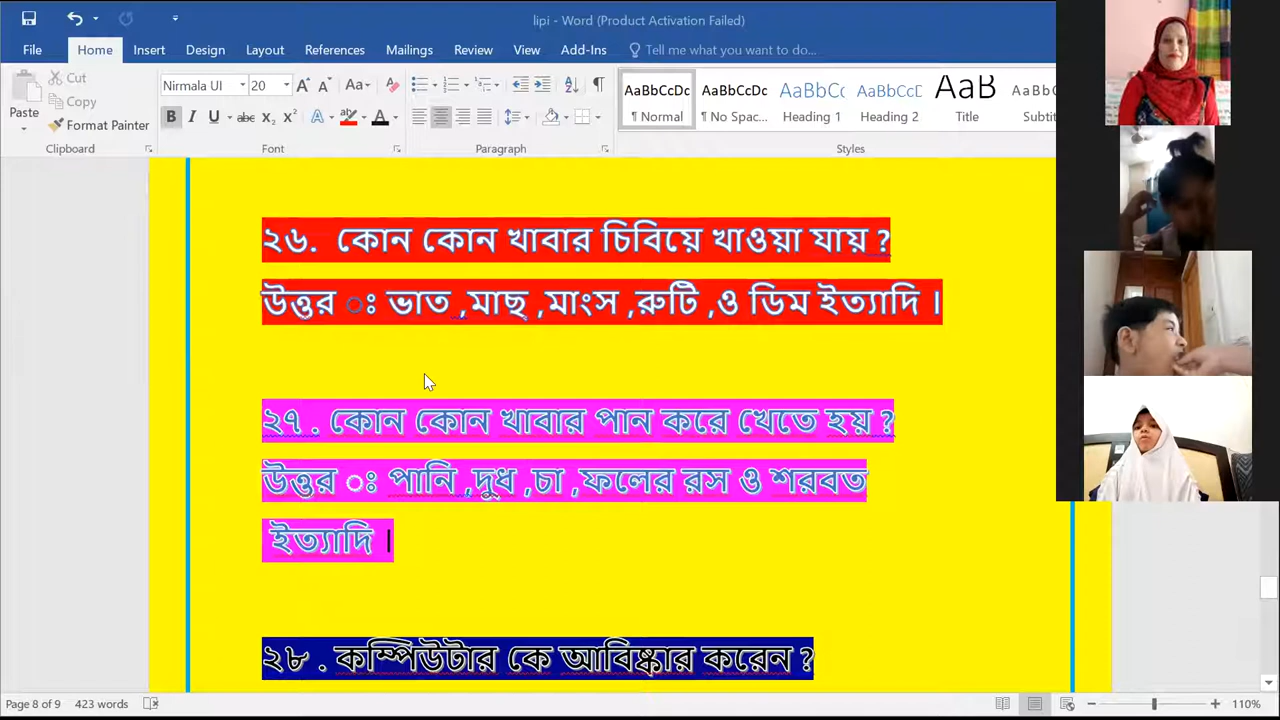 lipi - Word (Product Activation Failed)
File Home Insert Design Layout References Mailings Review View Add-Ins Tell me what you want to do...
Paste
Cut
Copy
Format Painter
Clipboard
Nirmala UI 20
Font
Paragraph
AaBbCcDc AaBbCcDc AaBbCc AaBbCcD AaB AaBbC
¶ Normal ¶ No Spac... Heading 1 Heading 2 Title Subtit
Styles
২৬. কোন কোন খাবার চিবিয়ে খাওয়া যায় ?
উত্তর ঃ ভাত ,মাছ ,মাংস ,রুটি ,ও ডিম ইত্যাদি ।
২৭ . কোন কোন খাবার পান করে খেতে হয় ?
উত্তর ঃ পানি ,দুধ ,চা ,ফলের রস ও শরবত
ইত্যাদি ।
২৮ . কম্পিউটার কে আবিষ্কার করেন ?
Page 8 of 9 423 words 110%